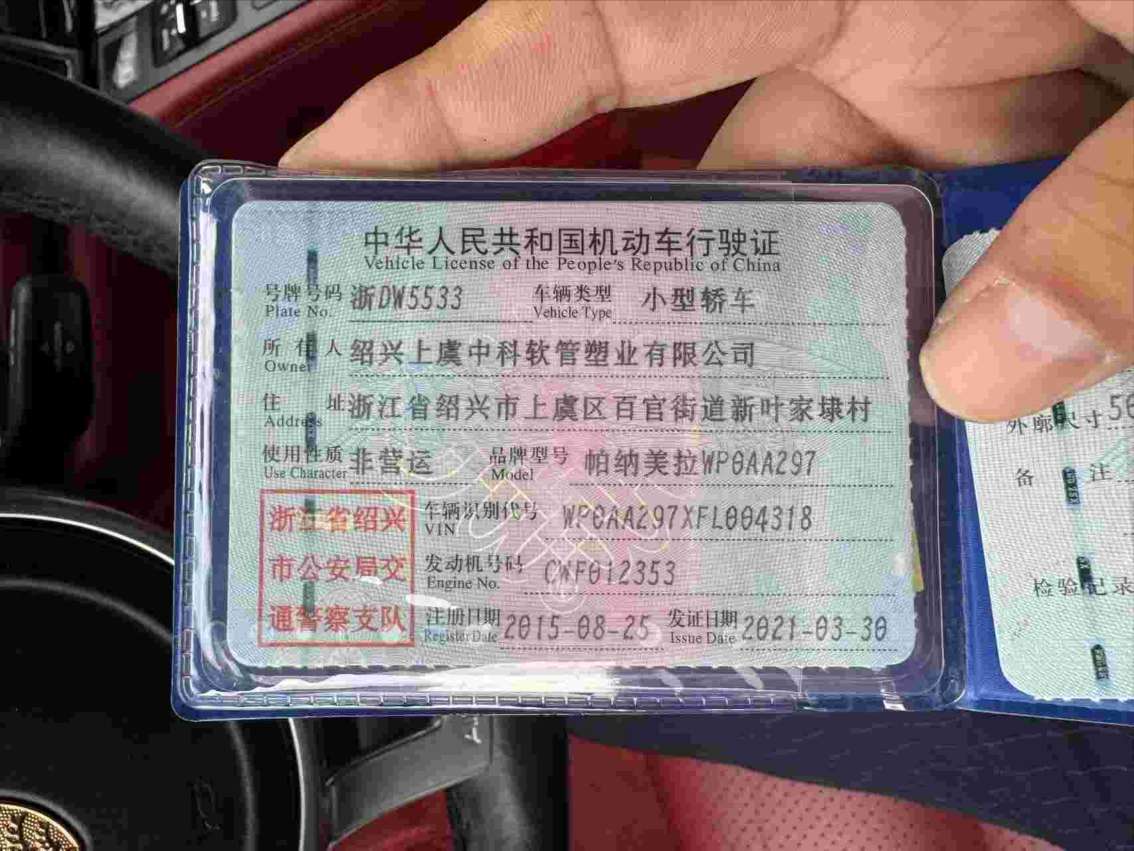 中华人民共和国机动车行驶证
Vehicle License of the People's Republic of China
号牌号码 浙DW5533 车辆类型 小型轿车
Plate No. Vehicle Type
所有人 绍兴上虞中科软管塑业有限公司
Owner
住址 浙江省绍兴市上虞区百官街道新叶家埭村
Address
使用性质 非营运 品牌型号 帕纳美拉WP0AA297
Use Character Model
浙江省绍兴
市公安局交
通警察支队
车辆识别代号 WP0AA297XFL004318
VIN
发动机号码 CWF012353
Engine No.
注册日期 2015-08-25 发证日期 2021-03-30
Register Date Issue Date
外廓尺寸 56
备注
检验记录